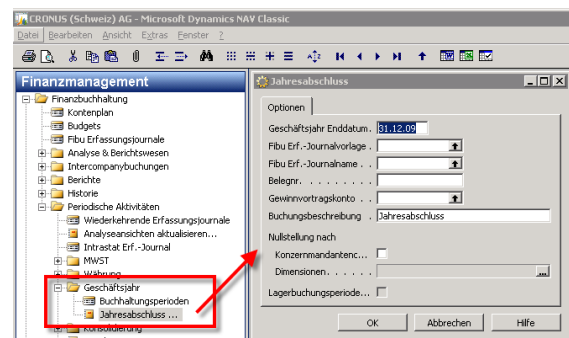 CRONUS (Schweiz) AG - Microsoft Dynamics NAV Classic
Datei Bearbeiten Ansicht Extras Fenster ?
Finanzmanagement
Finanzbuchhaltung
Kontenplan
Budgets
Fibu Erfassungsjournale
Analyse & Berichtswesen
Intercompanybuchungen
Berichte
Historie
Periodische Aktivitäten
Wiederkehrende Erfassungsjournale
Analyseansichten aktualisieren...
Intrastat Erf.-Journal
MWST
Währung
Geschäftsjahr
Buchhaltungsperioden
Jahresabschluss ...
Konsolidierung
Jahresabschluss
Optionen
Geschäftsjahr Enddatum. 31.12.09
Fibu Erf.-Journalvorlage .
Fibu Erf.-Journalname . .
Belegnr. . . . . . . . . .
Gewinnvortragskonto . .
Buchungsbeschreibung . Jahresabschluss
Nullstellung nach
Konzernmandantenc...
Dimensionen. . . . . . ...
Lagerbuchungsperiode...
OK Abbrechen Hilfe